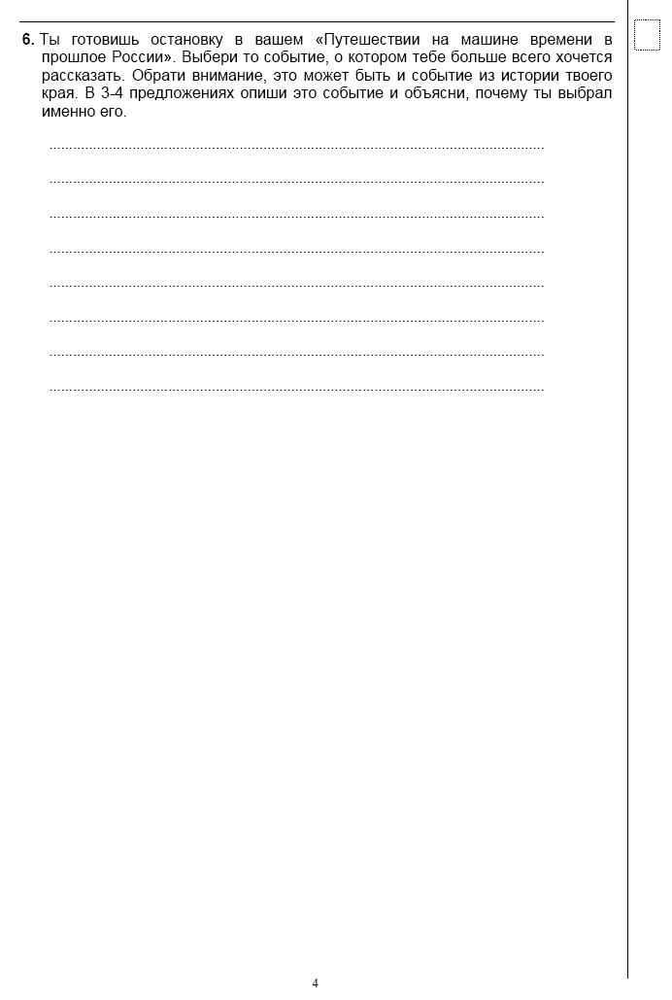 6. Ты готовишь остановку в вашем «Путешествии на машине времени в
прошлое России». Выбери то событие, о котором тебе больше всего хочется
рассказать. Обрати внимание, это может быть и событие из истории твоего
края. В 3-4 предложениях опиши это событие и объясни, почему ты выбрал
именно его.
4